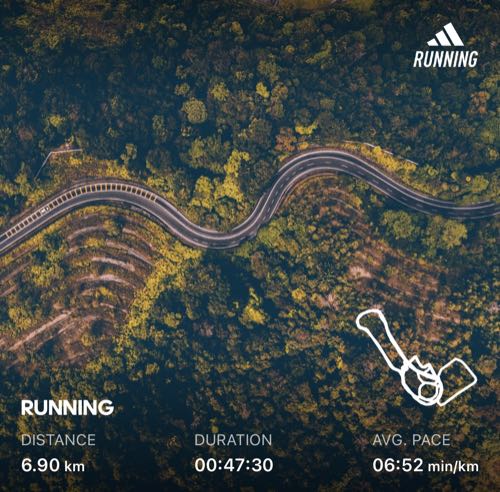 RUNNING
RUNNING
DISTANCE DURATION AVG. PACE
6.90 km 00:47:30 06:52 min/km